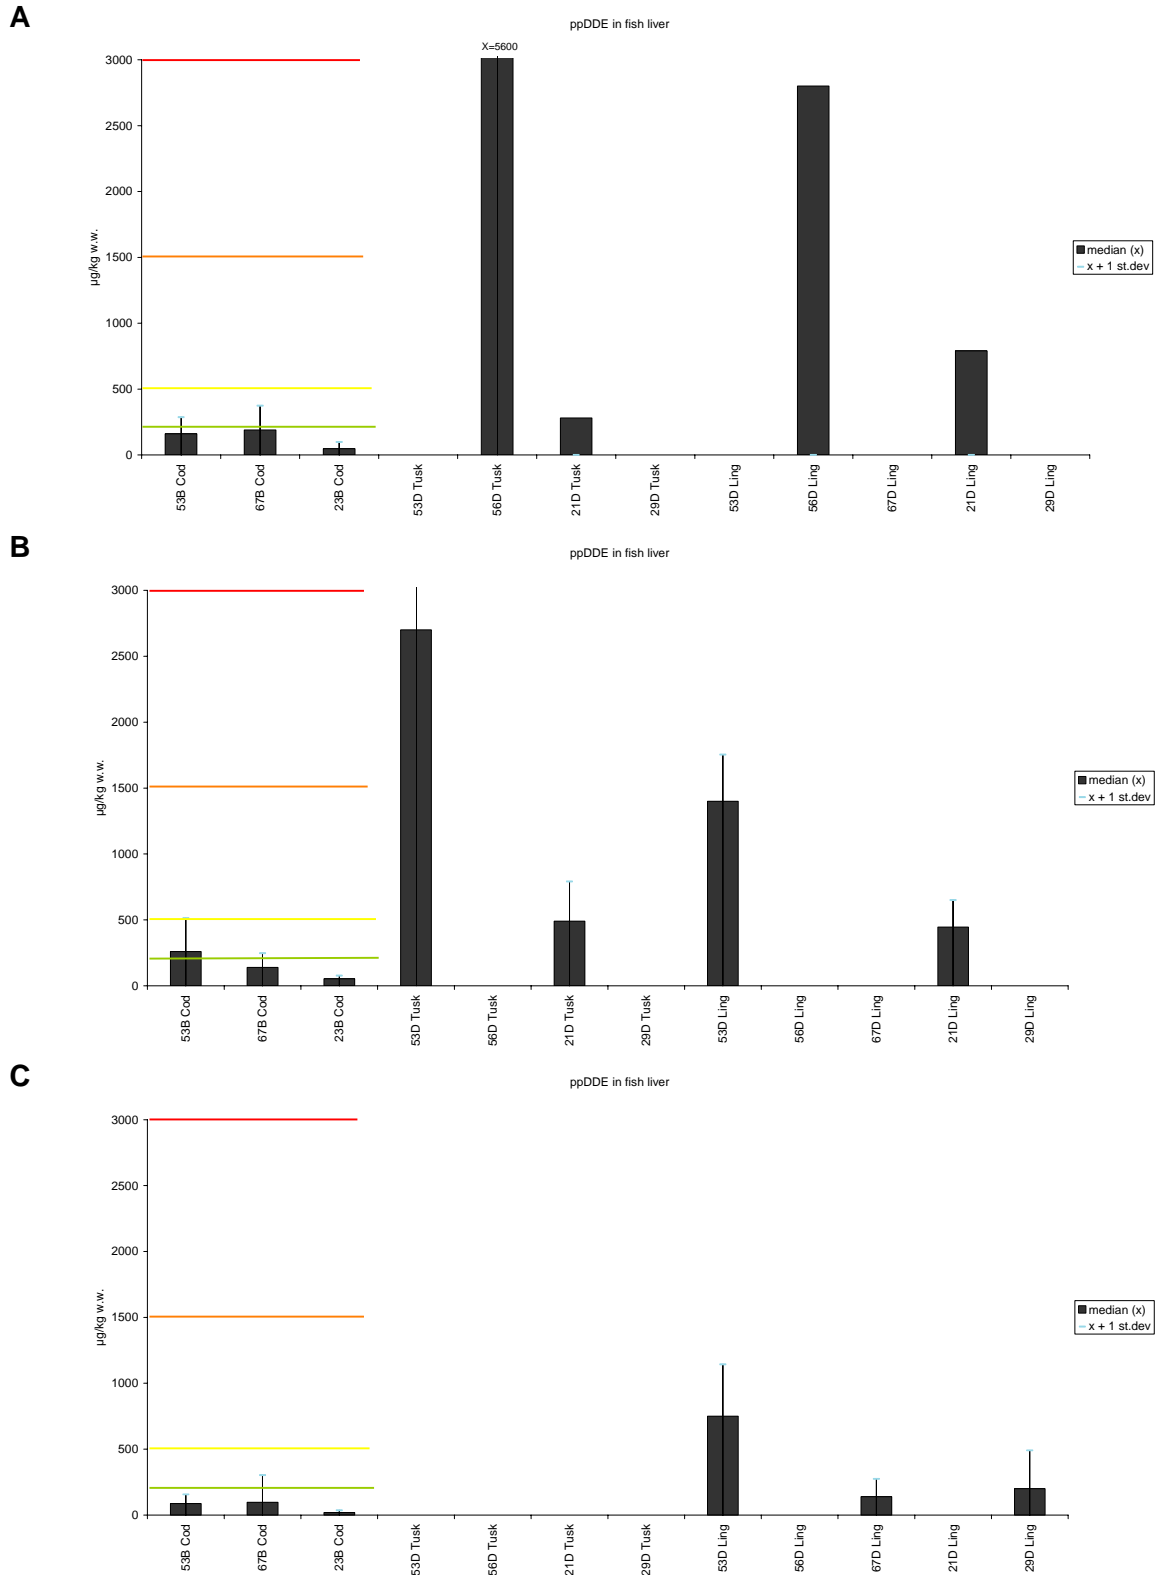 A
ppDDE in fish liver
X=5600
3000
2500
2000
1500
1000
500
0
µg/kg w.w.
53B Cod
67B Cod
23B Cod
53D Tusk
56D Tusk
21D Tusk
29D Tusk
53D Ling
56D Ling
67D Ling
21D Ling
29D Ling
median (x)
x + 1 st.dev
B
ppDDE in fish liver
3000
2500
2000
1500
1000
500
0
µg/kg w.w.
53B Cod
67B Cod
23B Cod
53D Tusk
56D Tusk
21D Tusk
29D Tusk
53D Ling
56D Ling
67D Ling
21D Ling
29D Ling
median (x)
x + 1 st.dev
C
ppDDE in fish liver
3000
2500
2000
1500
1000
500
0
µg/kg w.w.
53B Cod
67B Cod
23B Cod
53D Tusk
56D Tusk
21D Tusk
29D Tusk
53D Ling
56D Ling
67D Ling
21D Ling
29D Ling
median (x)
x + 1 st.dev